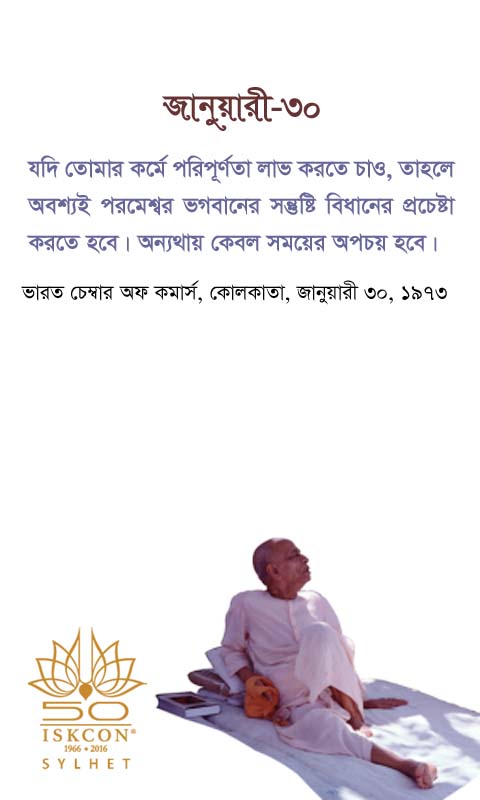 জানুয়ারী-৩০
যদি তোমার কর্মে পরিপূর্ণতা লাভ করতে চাও, তাহলে
অবশ্যই পরমেশ্বর ভগবানের সন্তুষ্টি বিধানের প্রচেষ্টা
করতে হবে। অন্যথায় কেবল সময়ের অপচয় হবে।
ভারত চেম্বার অফ কমার্স, কোলকাতা, জানুয়ারী ৩০, ১৯৭৩
50
ISKCON®
1966 • 2016
SYLHET